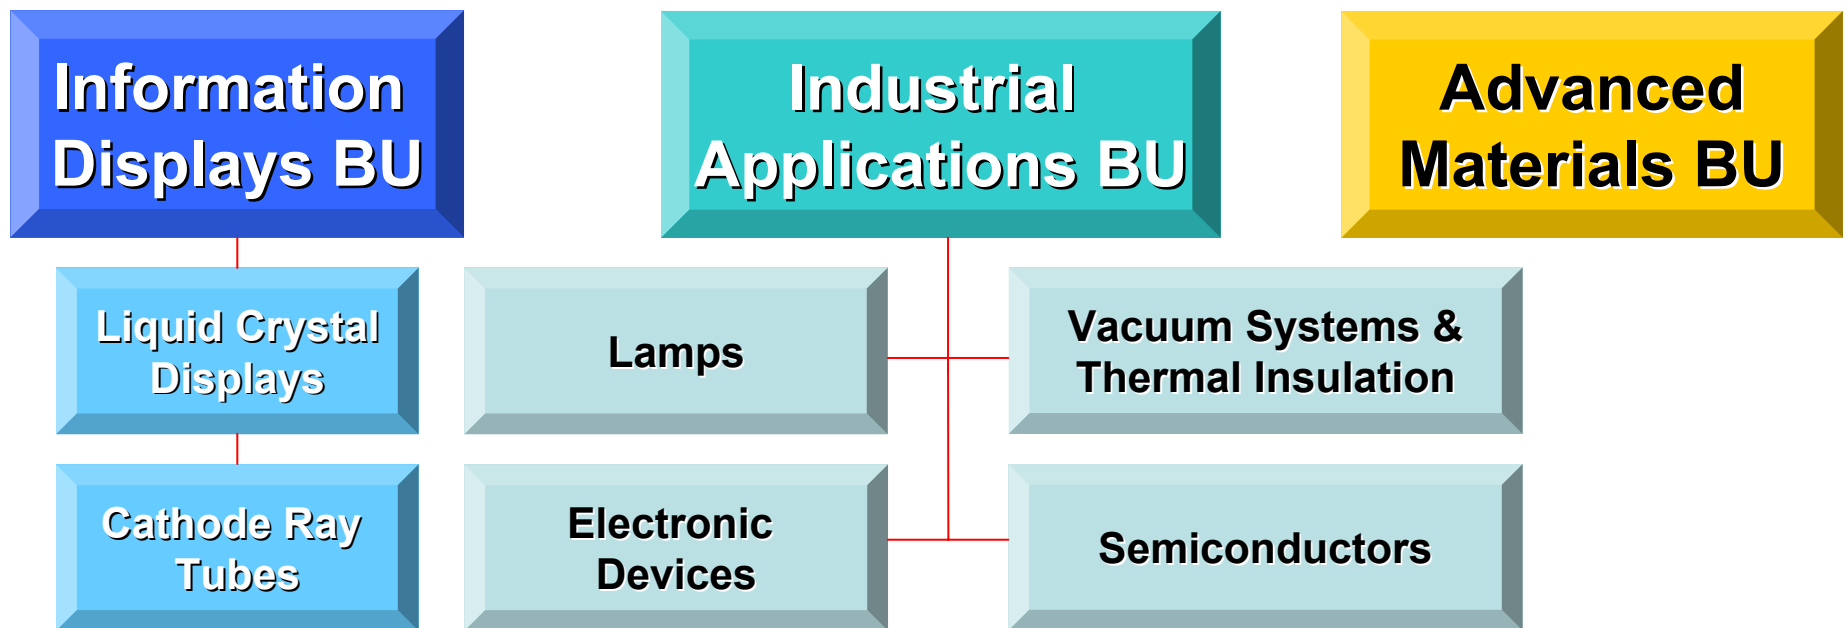 Information
Displays BU
Industrial
Applications BU
Advanced
Materials BU
Liquid Crystal
Displays
Lamps
Vacuum Systems &
Thermal Insulation
Cathode Ray
Tubes
Electronic
Devices
Semiconductors